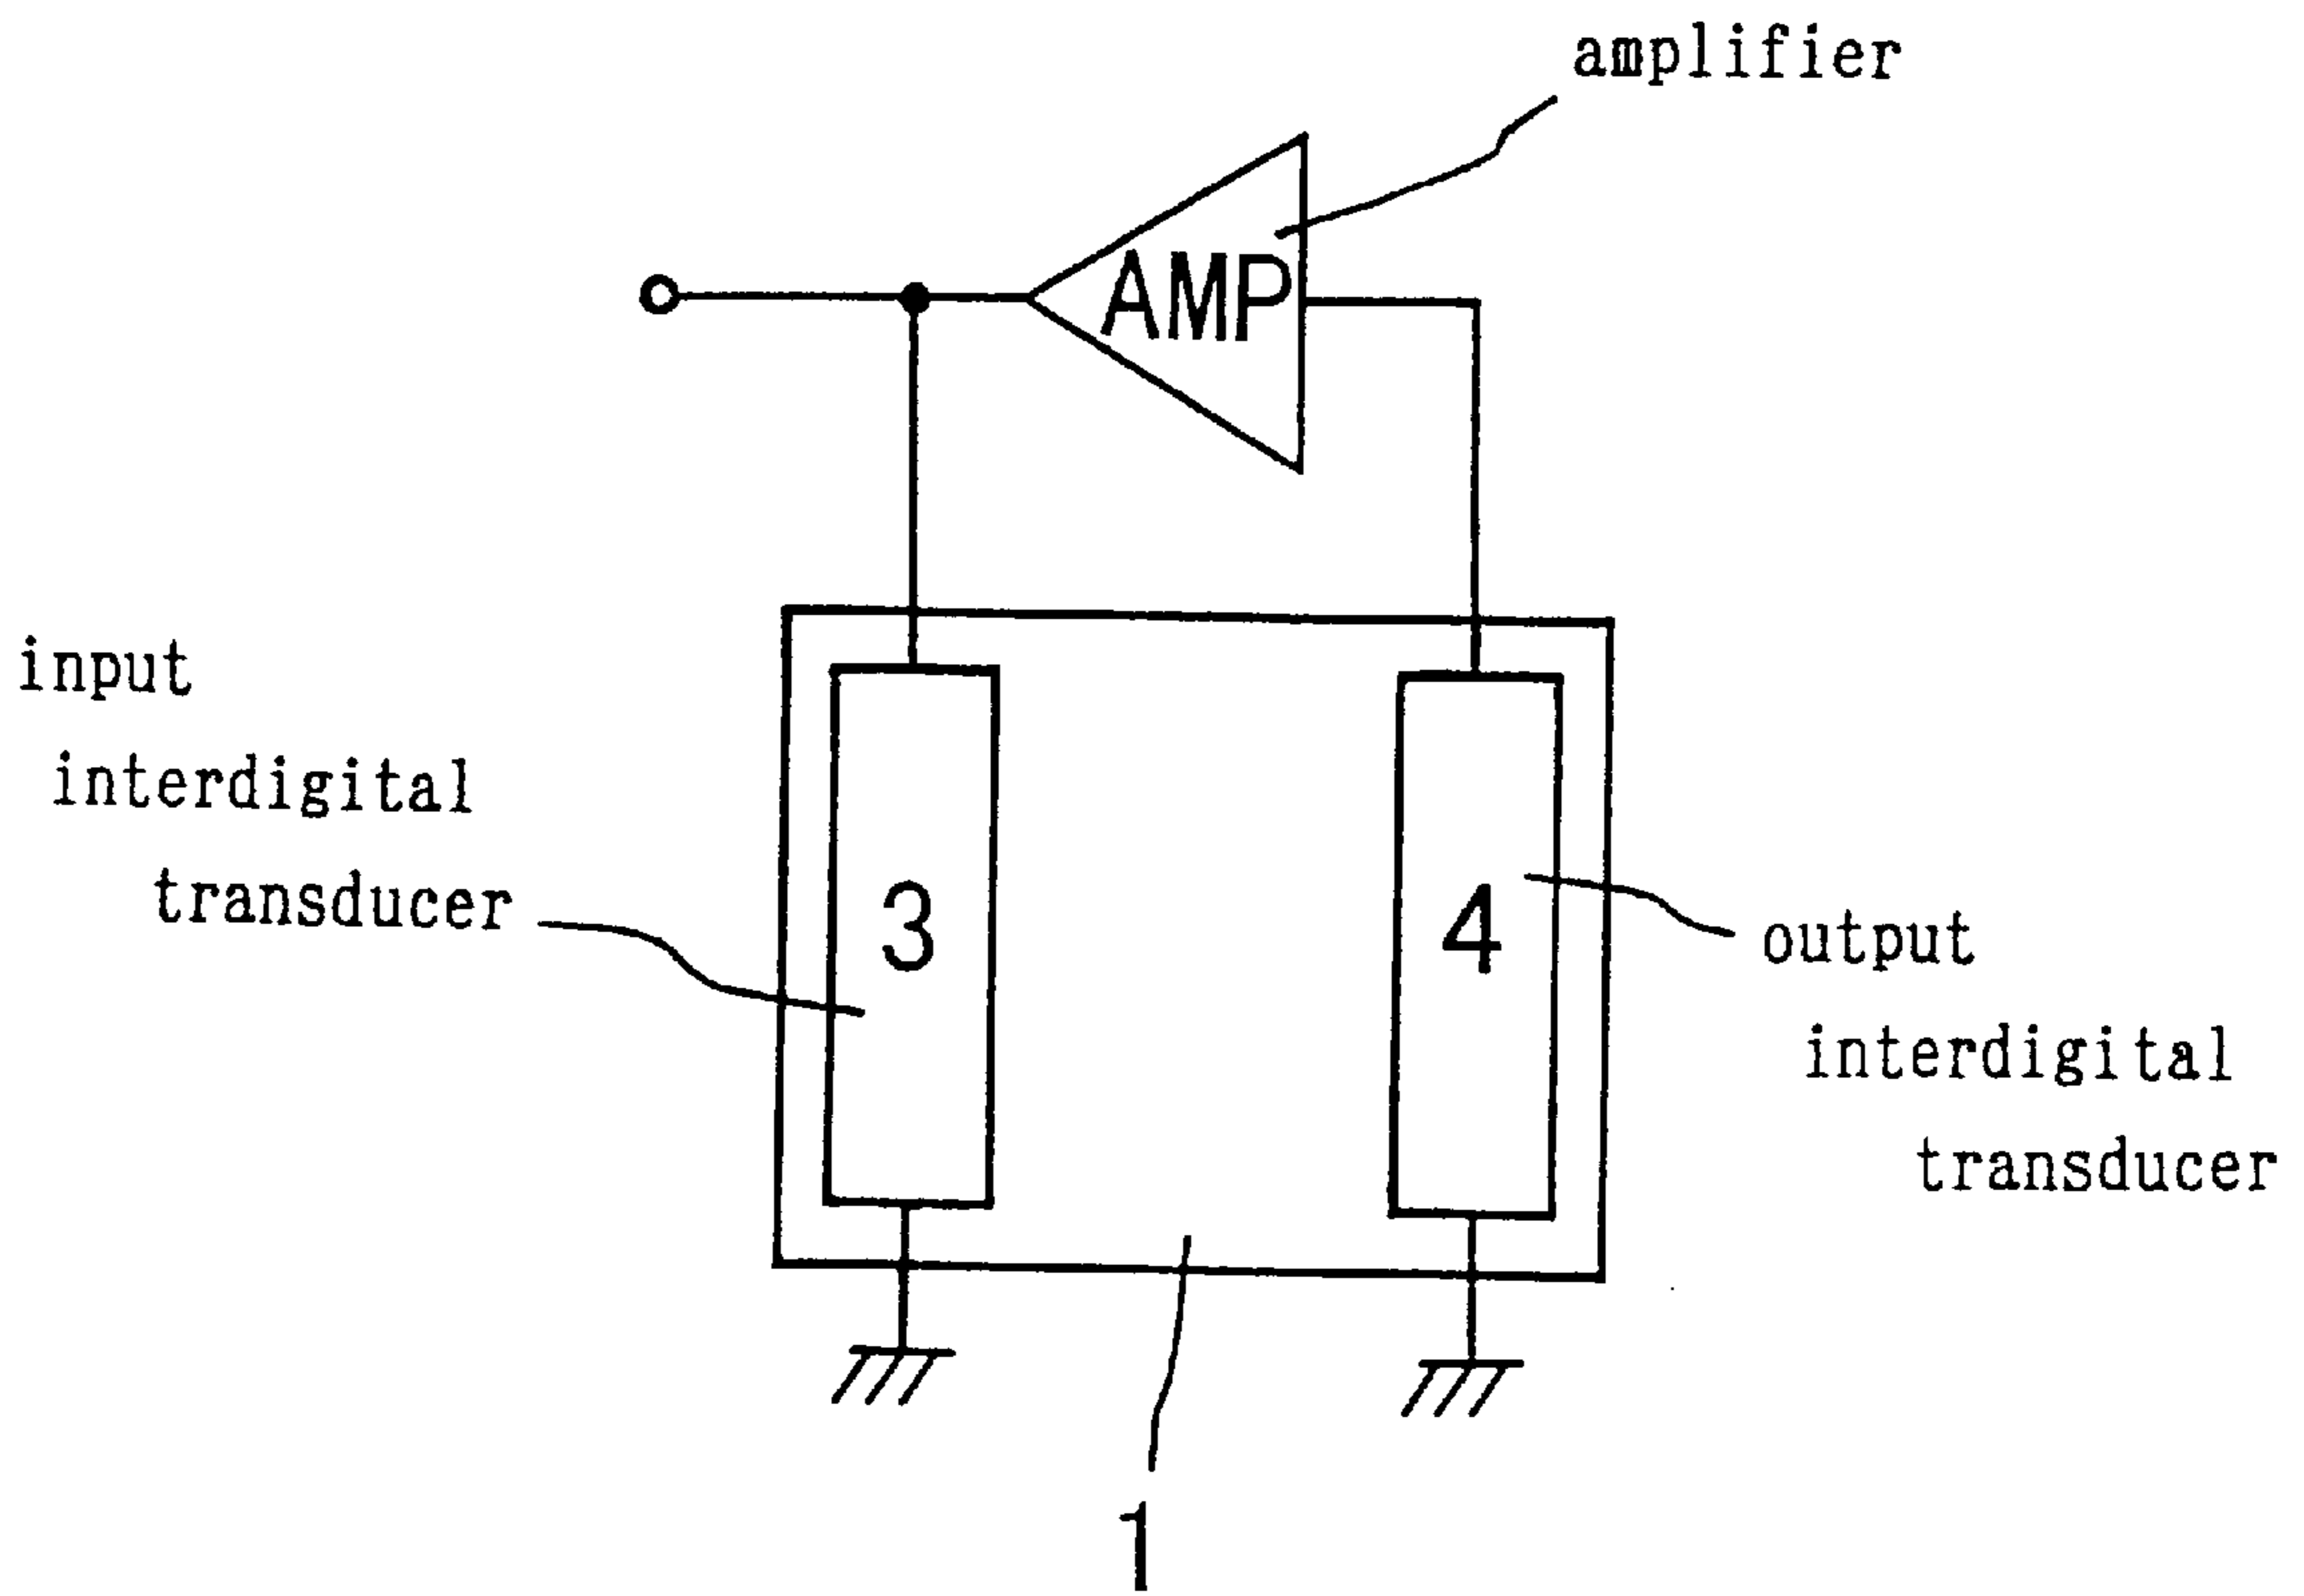 amplifier
AMP
input
interdigital
transducer
3
4
output
interdigital
transducer
1